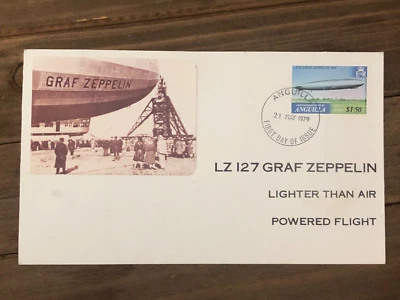 GRAF ZEPPELIN
ANGUILLA
$1.50
ANGUILLA
21 MAY 1979
FIRST DAY OF ISSUE
LZ 127 GRAF ZEPPELIN
LIGHTER THAN AIR
POWERED FLIGHT